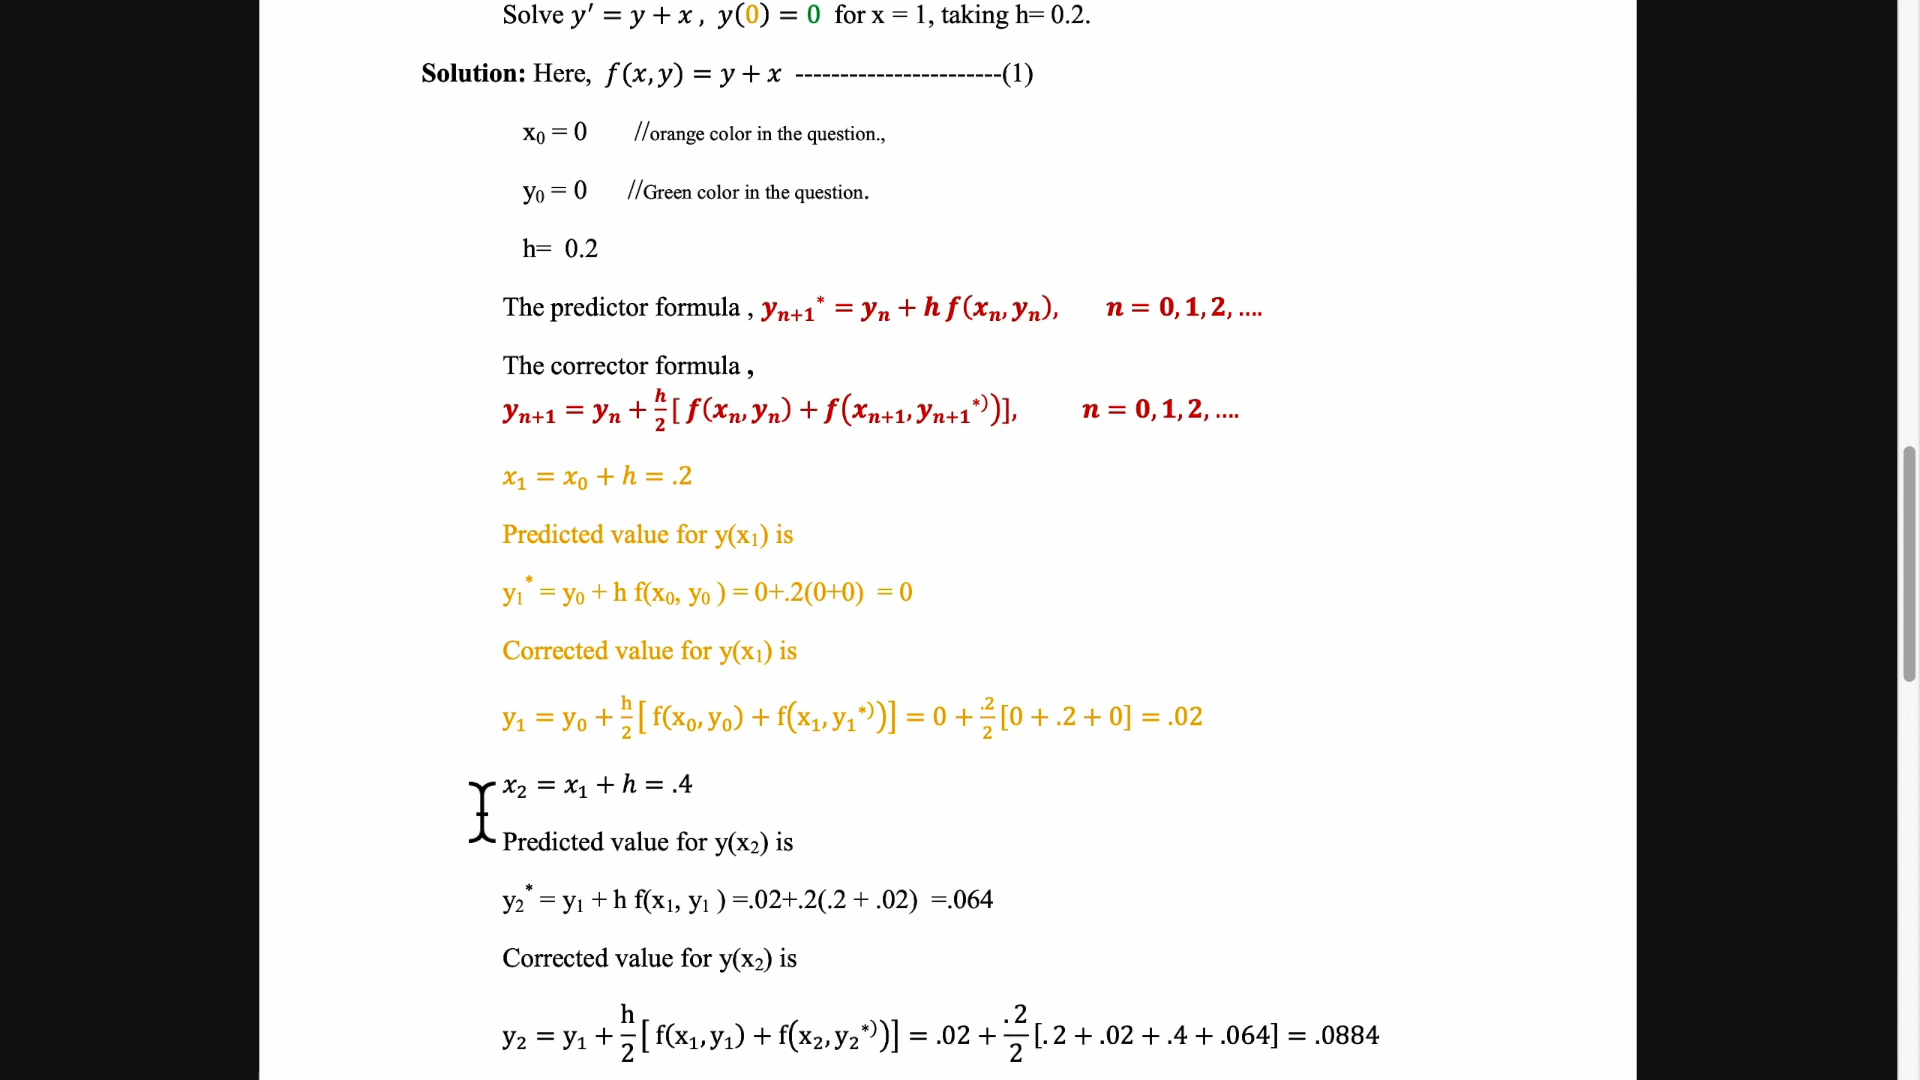 Solve y′ = y + x , y(0) = 0 for x = 1, taking h= 0.2.
Solution: Here, f(x, y) = y + x -----------------------(1)
x₀ = 0 //orange color in the question.,
y₀ = 0 //Green color in the question.
h= 0.2
The predictor formula , yₙ₊₁* = yₙ + h f(xₙ, yₙ), n = 0, 1, 2, ....
The corrector formula ,
yₙ₊₁ = yₙ + h/2 [ f(xₙ, yₙ) + f(xₙ₊₁, yₙ₊₁*⁾)], n = 0, 1, 2, ....
x₁ = x₀ + h = .2
Predicted value for y(x₁) is
y₁* = y₀ + h f(x₀, y₀ ) = 0+.2(0+0) = 0
Corrected value for y(x₁) is
y₁ = y₀ + h/2 [ f(x₀, y₀) + f(x₁, y₁*⁾)] = 0 + .2/2 [0 + .2 + 0] = .02
x₂ = x₁ + h = .4
Predicted value for y(x₂) is
y₂* = y₁ + h f(x₁, y₁ ) =.02+.2(.2 + .02) =.064
Corrected value for y(x₂) is
y₂ = y₁ + h/2 [ f(x₁, y₁) + f(x₂, y₂*⁾)] = .02 + .2/2 [. 2 + .02 + .4 + .064] = .0884